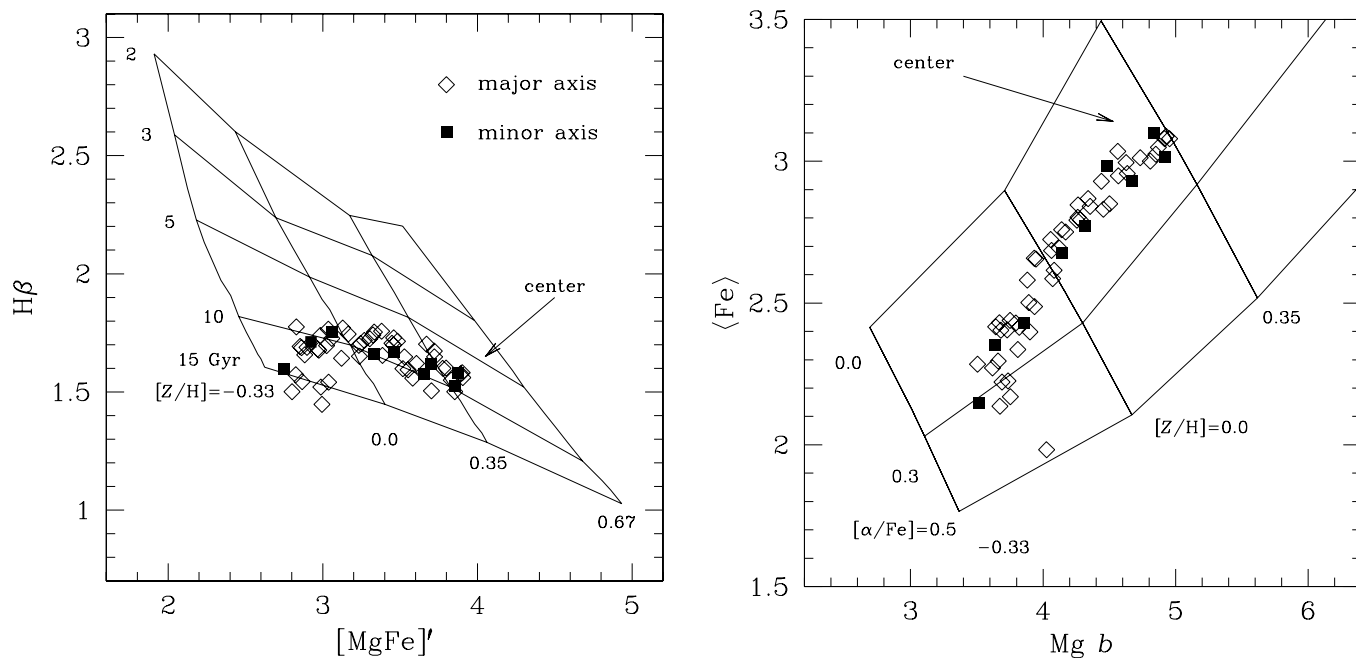 3
2.5
2
1.5
1
Hβ
2
3
5
10
15 Gyr
[Z/H]=−0.33
0.0
0.35
0.67
major axis
minor axis
center
2
3
4
5
[MgFe]′
3.5
3
2.5
2
1.5
⟨Fe⟩
center
0.0
0.3
[α/Fe]=0.5
−0.33
[Z/H]=0.0
0.35
3
4
5
6
Mg b